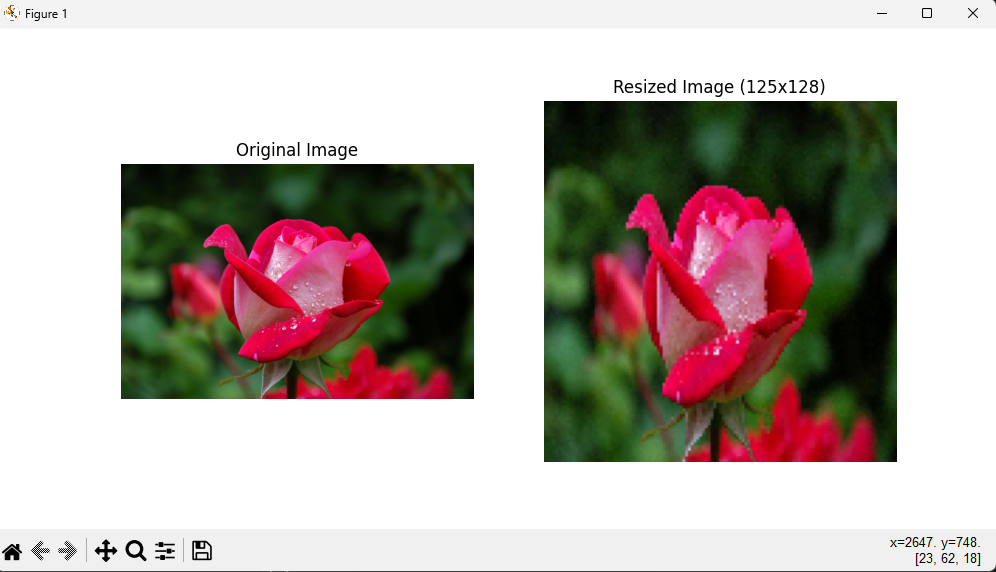 Figure 1
Resized Image (125x128)
Original Image
x=2647. y=748.
[23, 62, 18]